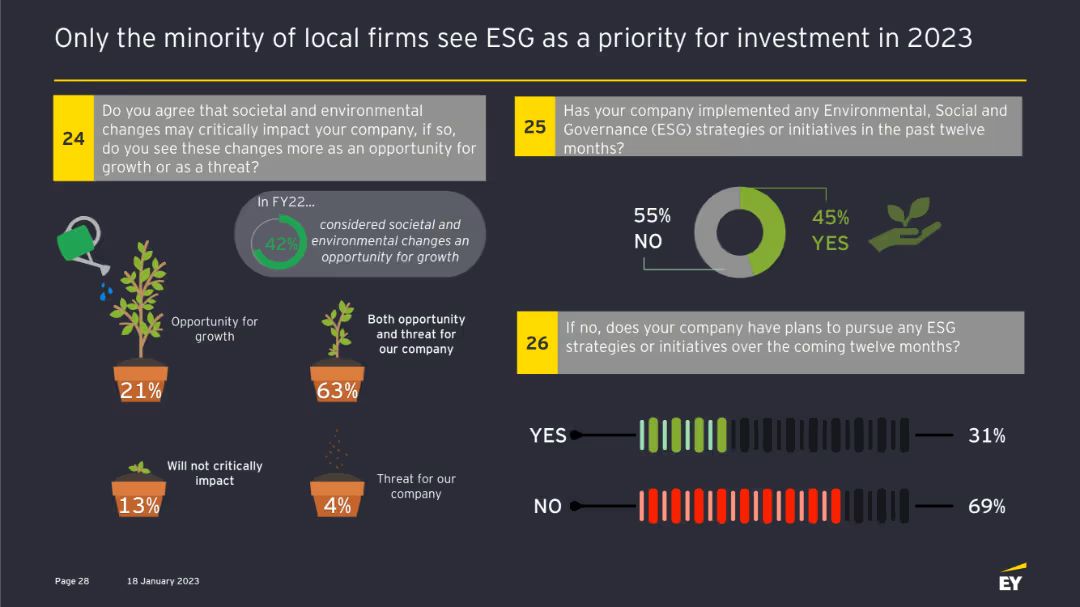 Only the minority of local firms see ESG as a priority for investment in 2023
24
Do you agree that societal and environmental
changes may critically impact your company, if so,
do you see these changes more as an opportunity for
growth or as a threat?
In FY22...
42%
considered societal and
environmental changes an
opportunity for growth
Opportunity for
growth
21%
Both opportunity
and threat for
our company
63%
Will not critically
impact
13%
Threat for our
company
4%
25
Has your company implemented any Environmental, Social and
Governance (ESG) strategies or initiatives in the past twelve
months?
55%
NO
45%
YES
26
If no, does your company have plans to pursue any ESG
strategies or initiatives over the coming twelve months?
YES 31%
NO 69%
Page 28 18 January 2023
EY